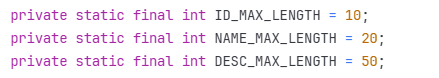 private static final int ID_MAX_LENGTH = 10;
private static final int NAME_MAX_LENGTH = 20;
private static final int DESC_MAX_LENGTH = 50;